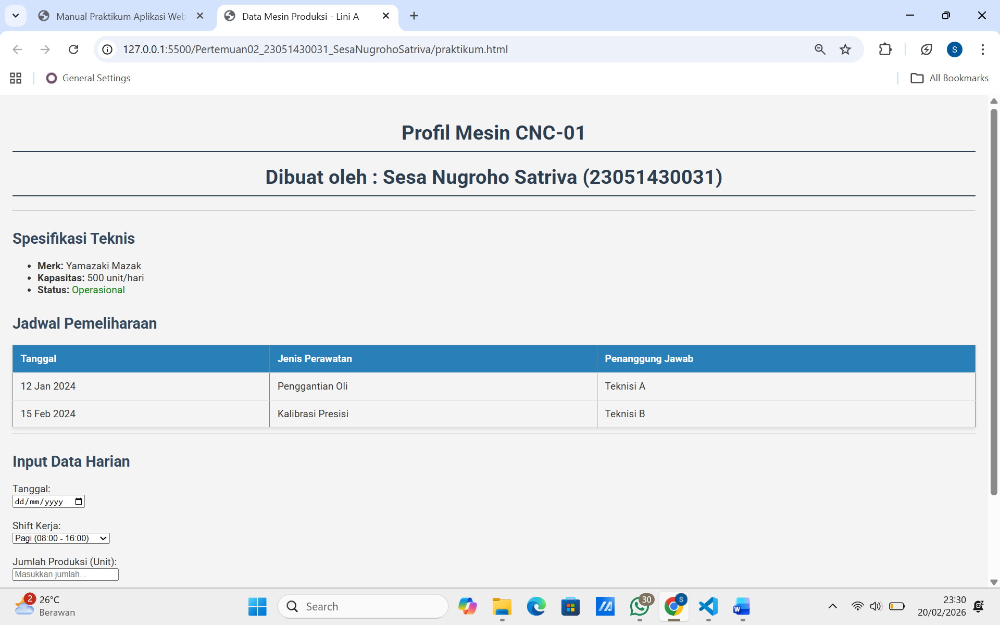 Manual Praktikum Aplikasi Web
Data Mesin Produksi - Lini A
127.0.0.1:5500/Pertemuan02_23051430031_SesaNugrohoSatriva/praktikum.html
S
General Settings
All Bookmarks
Profil Mesin CNC-01
Dibuat oleh : Sesa Nugroho Satriva (23051430031)
Spesifikasi Teknis
• Merk: Yamazaki Mazak
• Kapasitas: 500 unit/hari
• Status: Operasional
Jadwal Pemeliharaan
Tanggal Jenis Perawatan Penanggung Jawab
12 Jan 2024 Penggantian Oli Teknisi A
15 Feb 2024 Kalibrasi Presisi Teknisi B
Input Data Harian
Tanggal:
dd/mm/yyyy
Shift Kerja:
Pagi (08:00 - 16:00)
Jumlah Produksi (Unit):
Masukkan jumlah...
2
26°C
Berawan
Search
30
S
23:30
20/02/2026